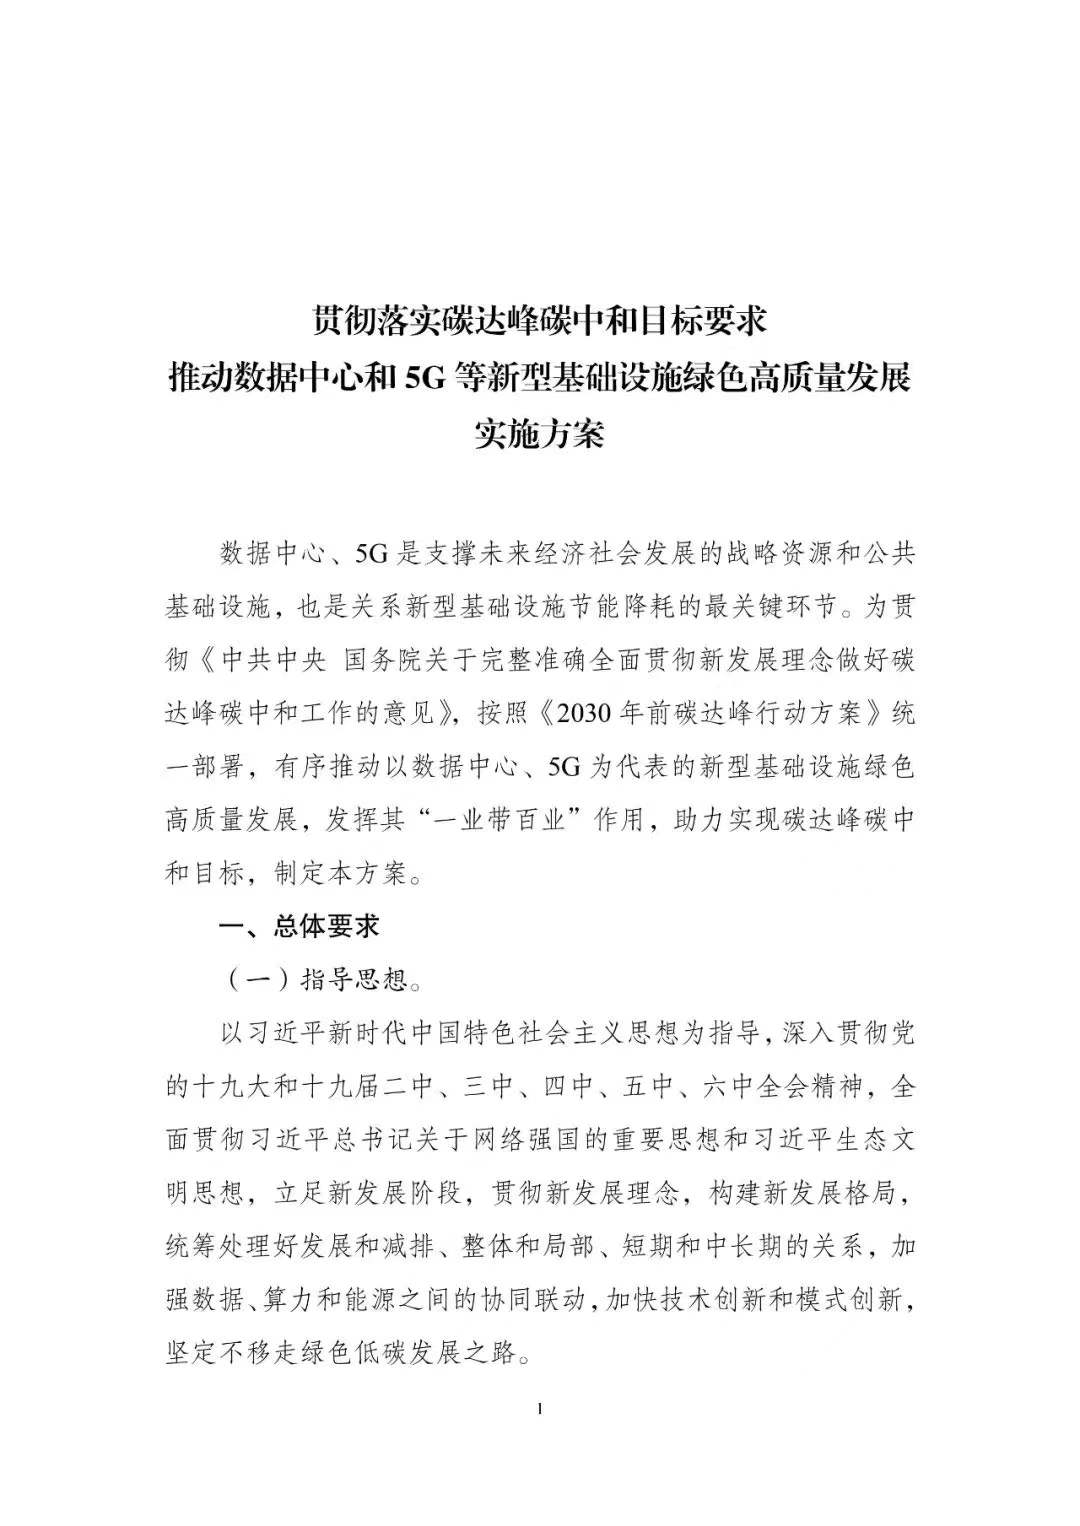 贯彻落实碳达峰碳中和目标要求
推动数据中心和 5G 等新型基础设施绿色高质量发展
实施方案
数据中心、5G 是支撑未来经济社会发展的战略资源和公共
基础设施，也是关系新型基础设施节能降耗的最关键环节。为贯
彻《中共中央 国务院关于完整准确全面贯彻新发展理念做好碳
达峰碳中和工作的意见》，按照《2030 年前碳达峰行动方案》统
一部署，有序推动以数据中心、5G 为代表的新型基础设施绿色
高质量发展，发挥其“一业带百业”作用，助力实现碳达峰碳中
和目标，制定本方案。
一、总体要求
（一）指导思想。
以习近平新时代中国特色社会主义思想为指导，深入贯彻党
的十九大和十九届二中、三中、四中、五中、六中全会精神，全
面贯彻习近平总书记关于网络强国的重要思想和习近平生态文
明思想，立足新发展阶段，贯彻新发展理念，构建新发展格局，
统筹处理好发展和减排、整体和局部、短期和中长期的关系，加
强数据、算力和能源之间的协同联动，加快技术创新和模式创新，
坚定不移走绿色低碳发展之路。
1